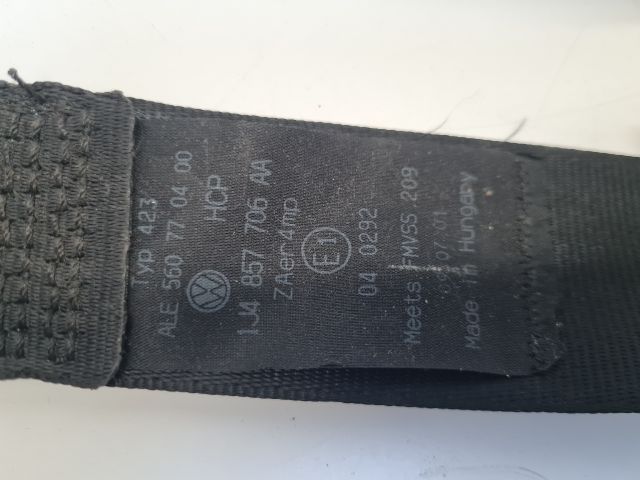 Typ 423
ALE 560 77 04 00
HCP
1J4 857 706 AA
ZAer4mp
E1
04 0292
Meets FMVSS 209
07 01
Made in Hungary